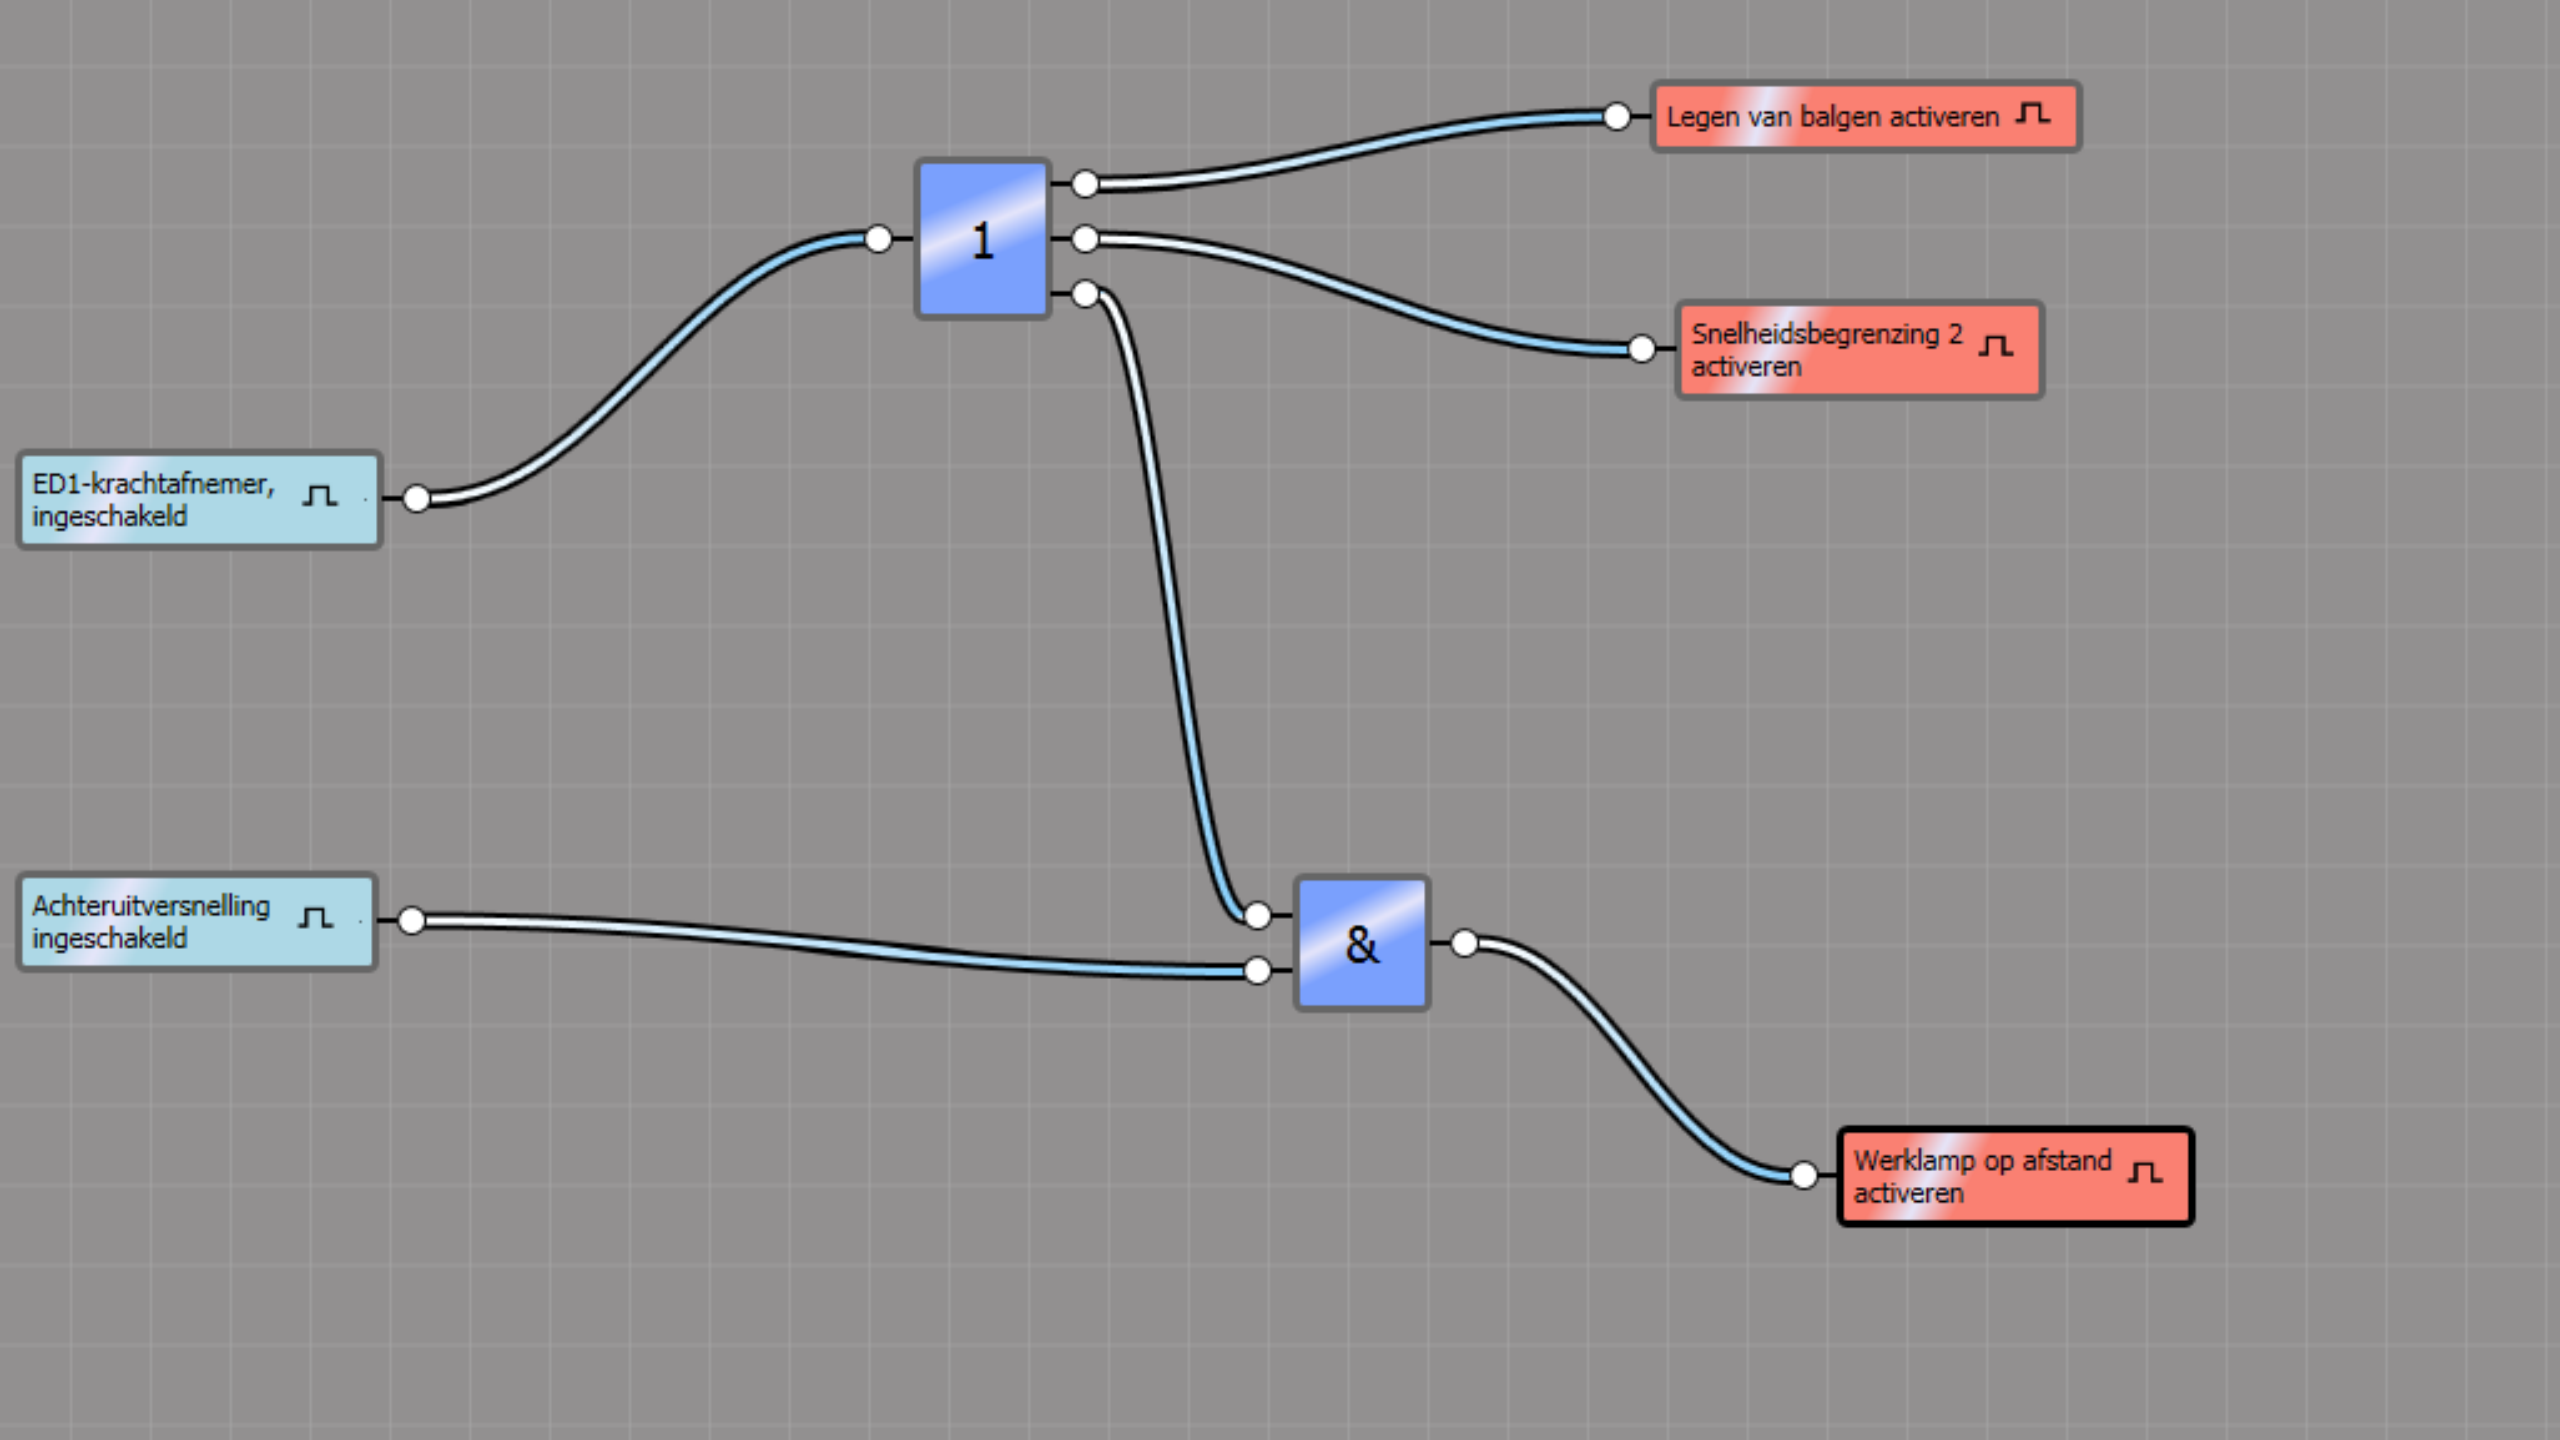 Legen van balgen activeren
1
Snelheidsbegrenzing 2
activeren
ED1-krachtafnemer,
ingeschakeld
Achteruitversnelling
ingeschakeld
&
Werklamp op afstand
activeren